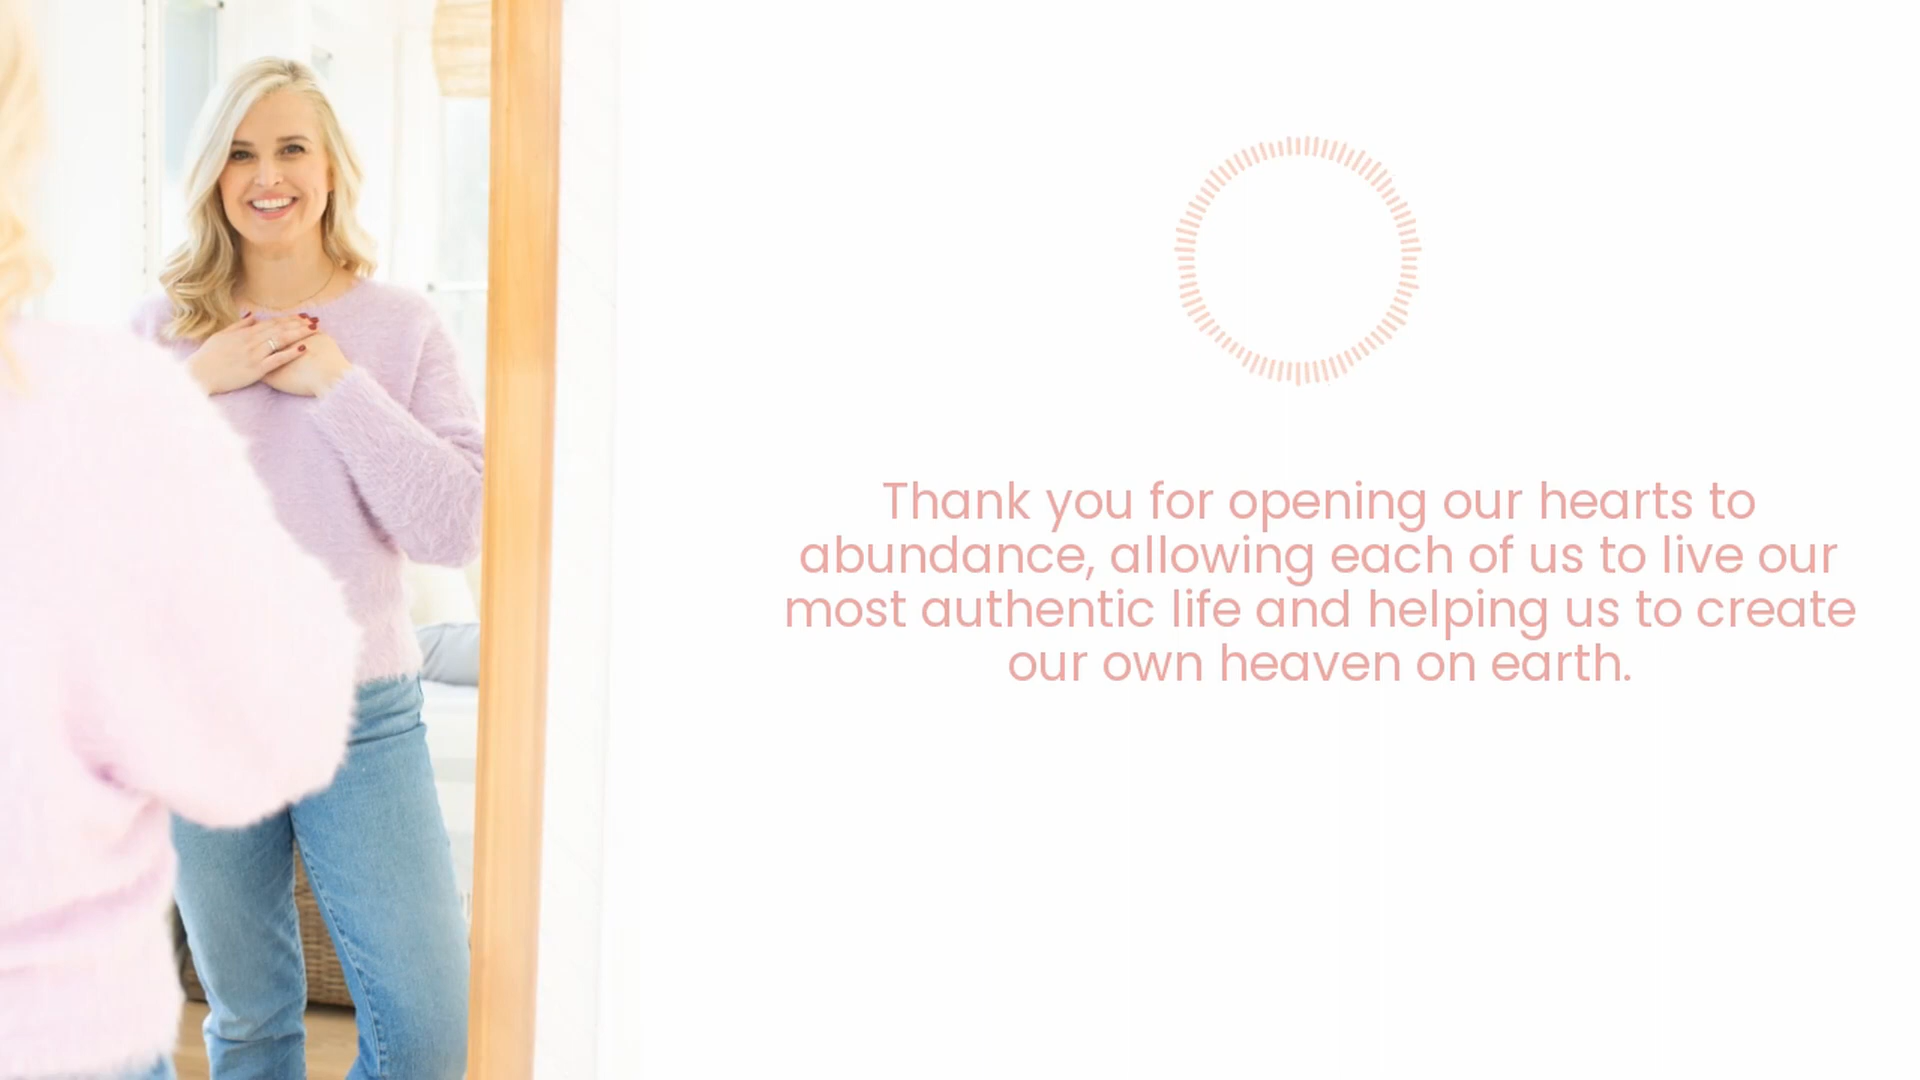 Thank you for opening our hearts to
abundance, allowing each of us to live our
most authentic life and helping us to create
our own heaven on earth.